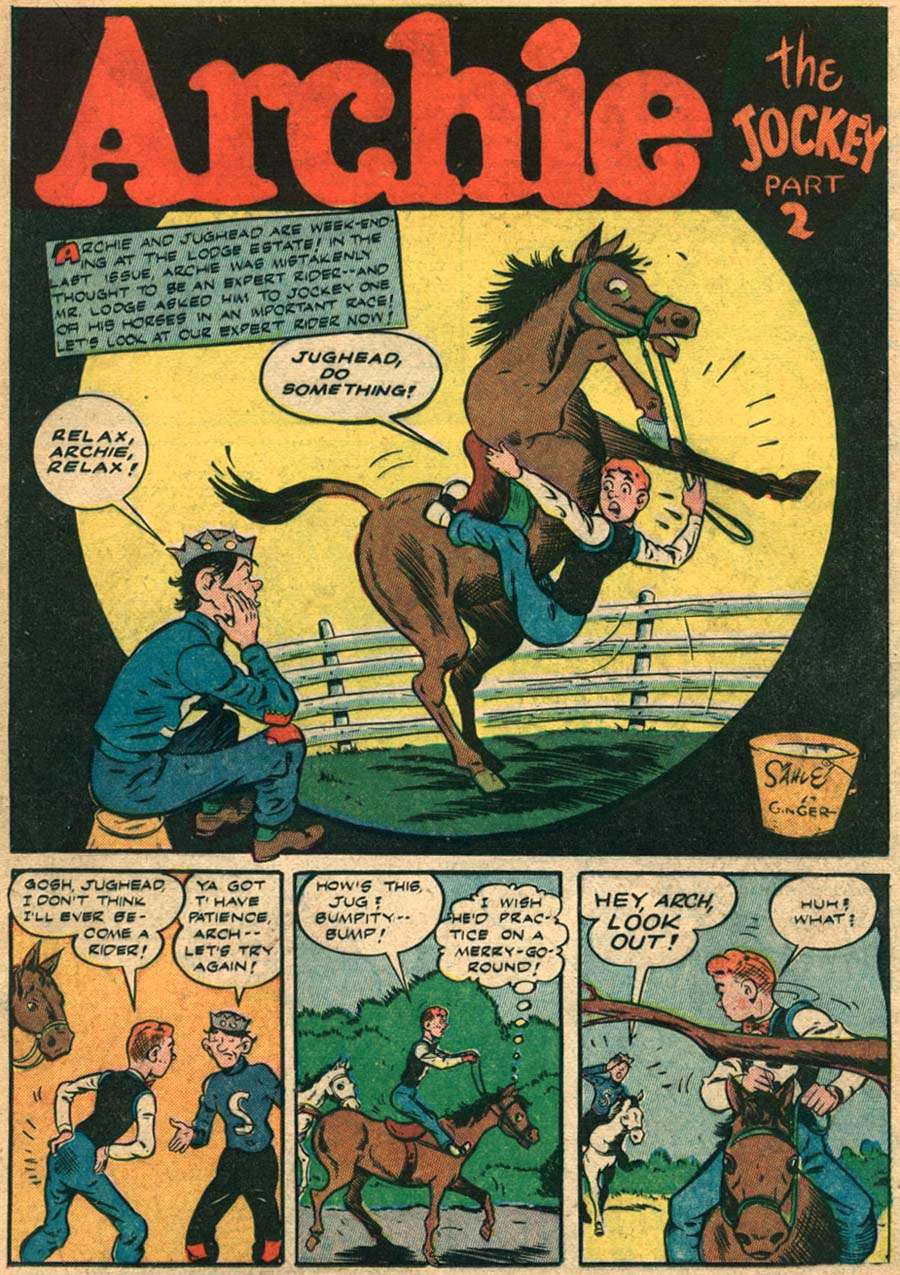 Archie
the
JOCKEY
PART
2
ARCHIE AND JUGHEAD ARE WEEK-END-
ING AT THE LODGE ESTATE! IN THE
LAST ISSUE, ARCHIE WAS MISTAKENLY
THOUGHT TO BE AN EXPERT RIDER--AND
MR. LODGE ASKED HIM TO JOCKEY ONE
OF HIS HORSES IN AN IMPORTANT RACE!
LET'S LOOK AT OUR EXPERT RIDER NOW!
JUGHEAD,
DO
SOMETHING!
RELAX,
ARCHIE,
RELAX!
SAHLE
GINGER
GOSH, JUGHEAD,
I DON'T THINK
I'LL EVER BE-
COME A
RIDER!
YA GOT
T' HAVE
PATIENCE,
ARCH--
LET'S TRY
AGAIN!
S
HOW'S THIS,
JUG?
BUMPITY--
BUMP!
I WISH
HE'D PRAC-
TICE ON A
MERRY-GO-
ROUND!
HEY, ARCH,
LOOK
OUT!
HUH?
WHAT?
S